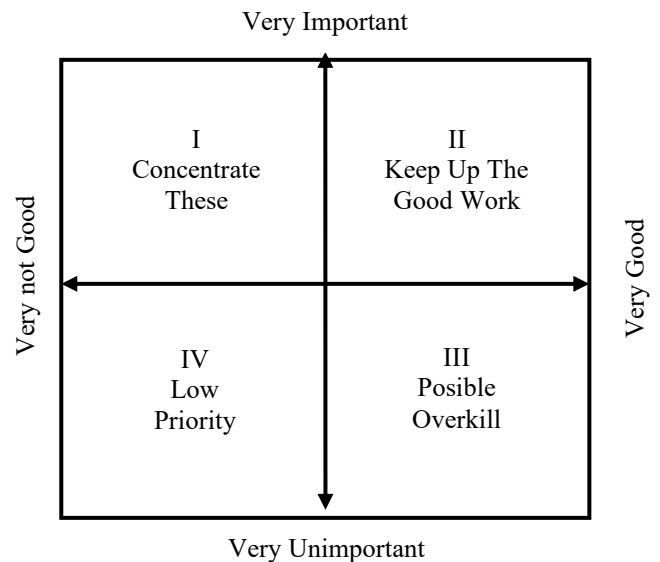 Very Important
I
Concentrate
These
II
Keep Up The
Good Work
Very not Good
Very Good
IV
Low
Priority
III
Posible
Overkill
Very Unimportant